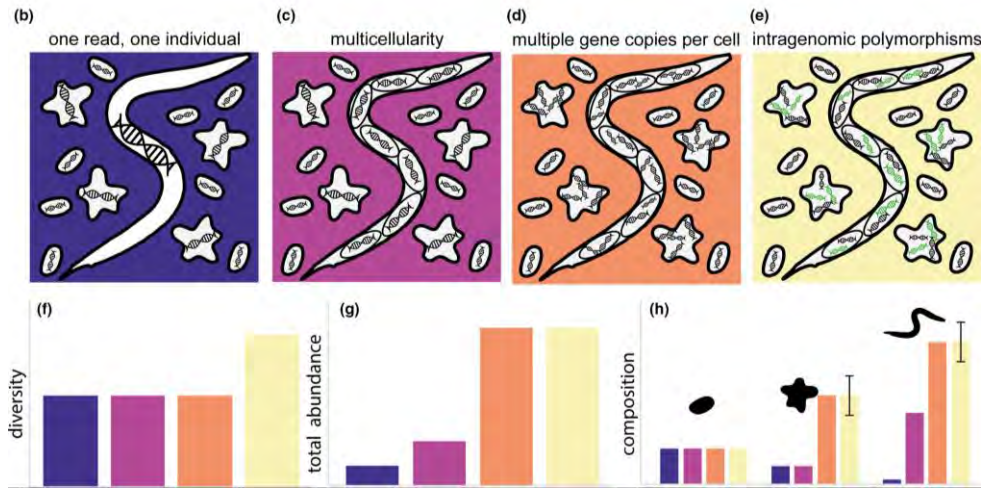 (b)
one read, one individual
(c)
multicellularity
(d)
multiple gene copies per cell
(e)
intragenomic polymorphisms
(f)
diversity
(g)
total abundance
(h)
composition